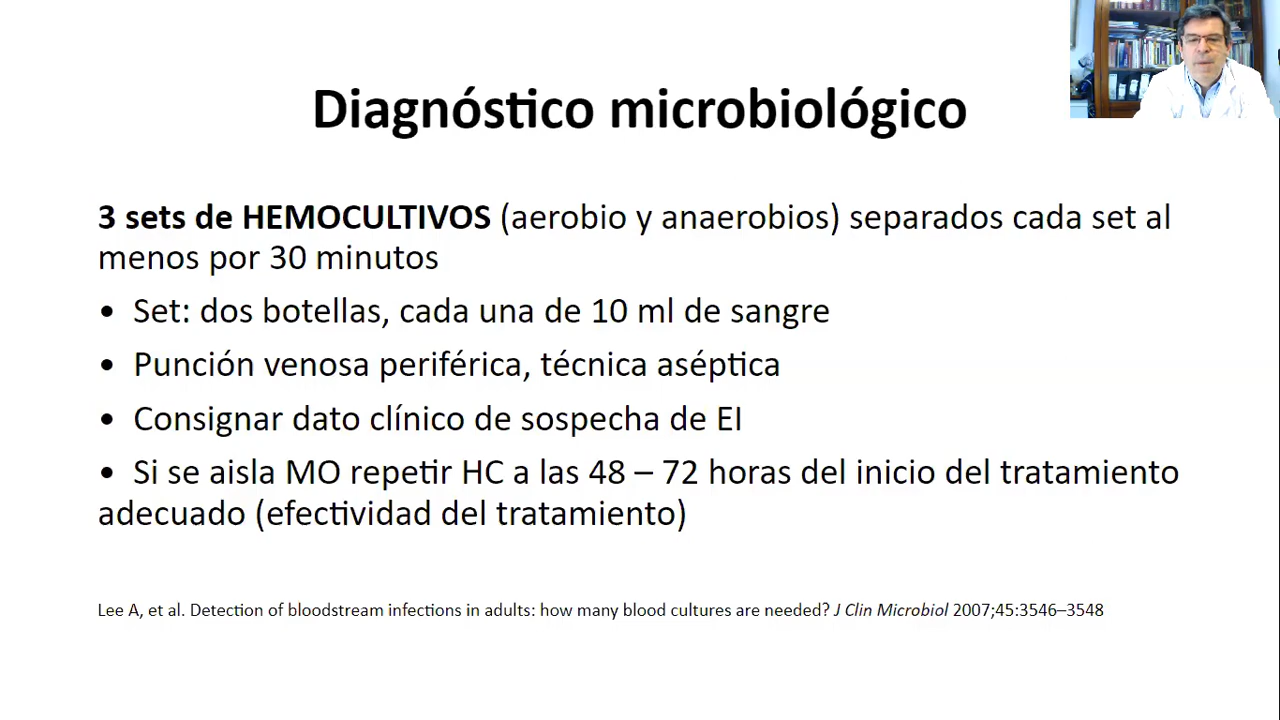 Diagnóstico microbiológico
3 sets de HEMOCULTIVOS (aerobio y anaerobios) separados cada set al
menos por 30 minutos
• Set: dos botellas, cada una de 10 ml de sangre
• Punción venosa periférica, técnica aséptica
• Consignar dato clínico de sospecha de EI
• Si se aisla MO repetir HC a las 48 – 72 horas del inicio del tratamiento
adecuado (efectividad del tratamiento)
Lee A, et al. Detection of bloodstream infections in adults: how many blood cultures are needed? J Clin Microbiol 2007;45:3546–3548